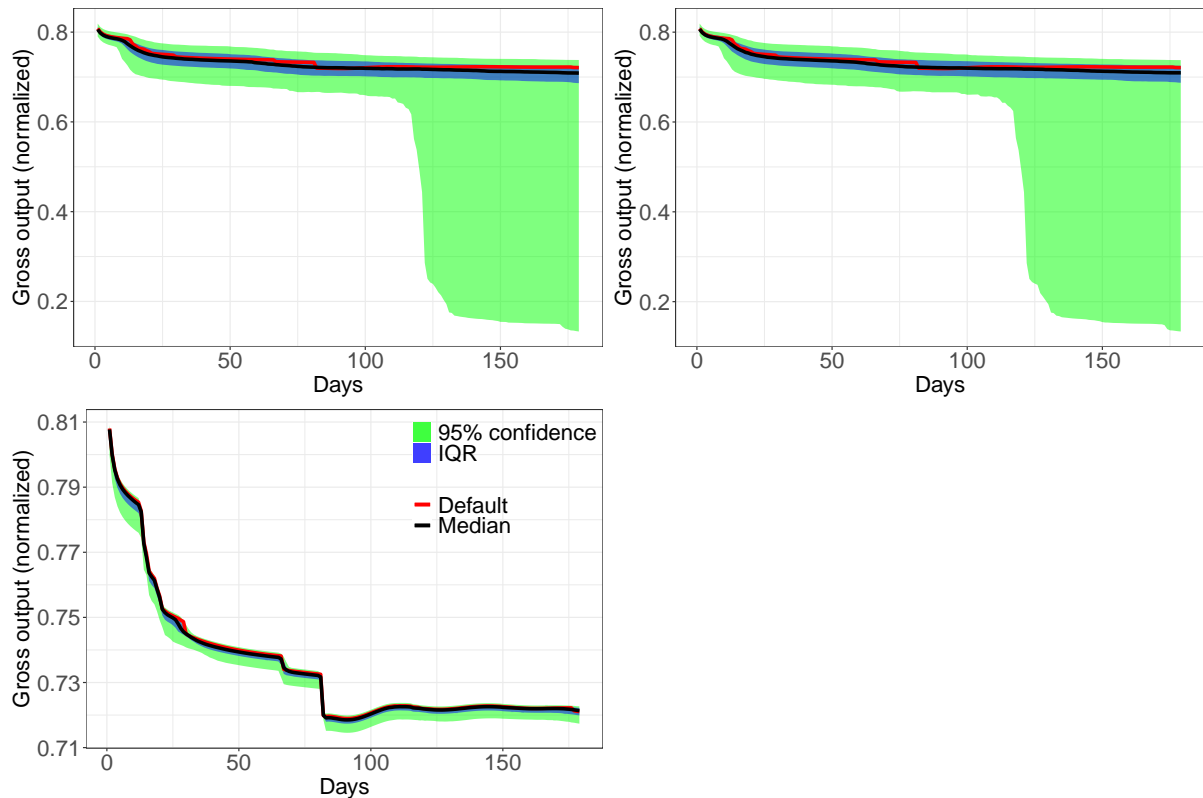 Gross output (normalized)
0.8
0.6
0.4
0.2
0
50
100
150
Days
Gross output (normalized)
0.8
0.6
0.4
0.2
0
50
100
150
Days
Gross output (normalized)
0.81
0.79
0.77
0.75
0.73
0.71
0
50
100
150
Days
95% confidence
IQR
Default
Median